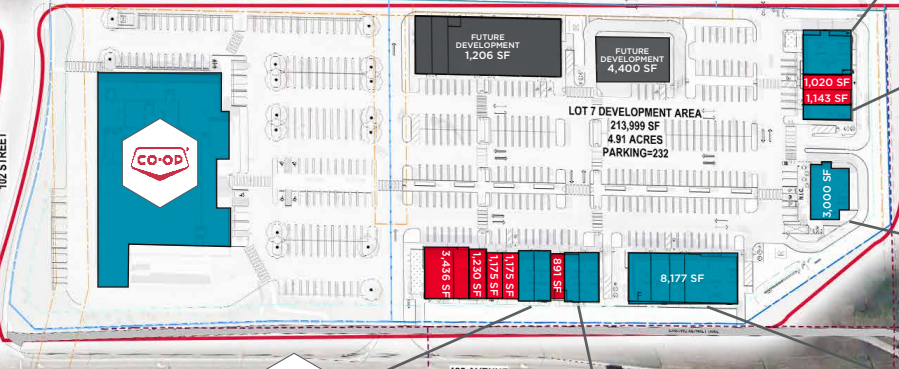 FUTURE
DEVELOPMENT
1,206 SF
FUTURE
DEVELOPMENT
4,400 SF
1,020 SF
1,143 SF
LOT 7 DEVELOPMENT AREA
213,999 SF
4.91 ACRES
PARKING=232
102 STREET
CO-OP
3,000 SF
N.I.C.
3,436 SF
1,230 SF
1,175 SF
1,175 SF
891 SF
8,177 SF